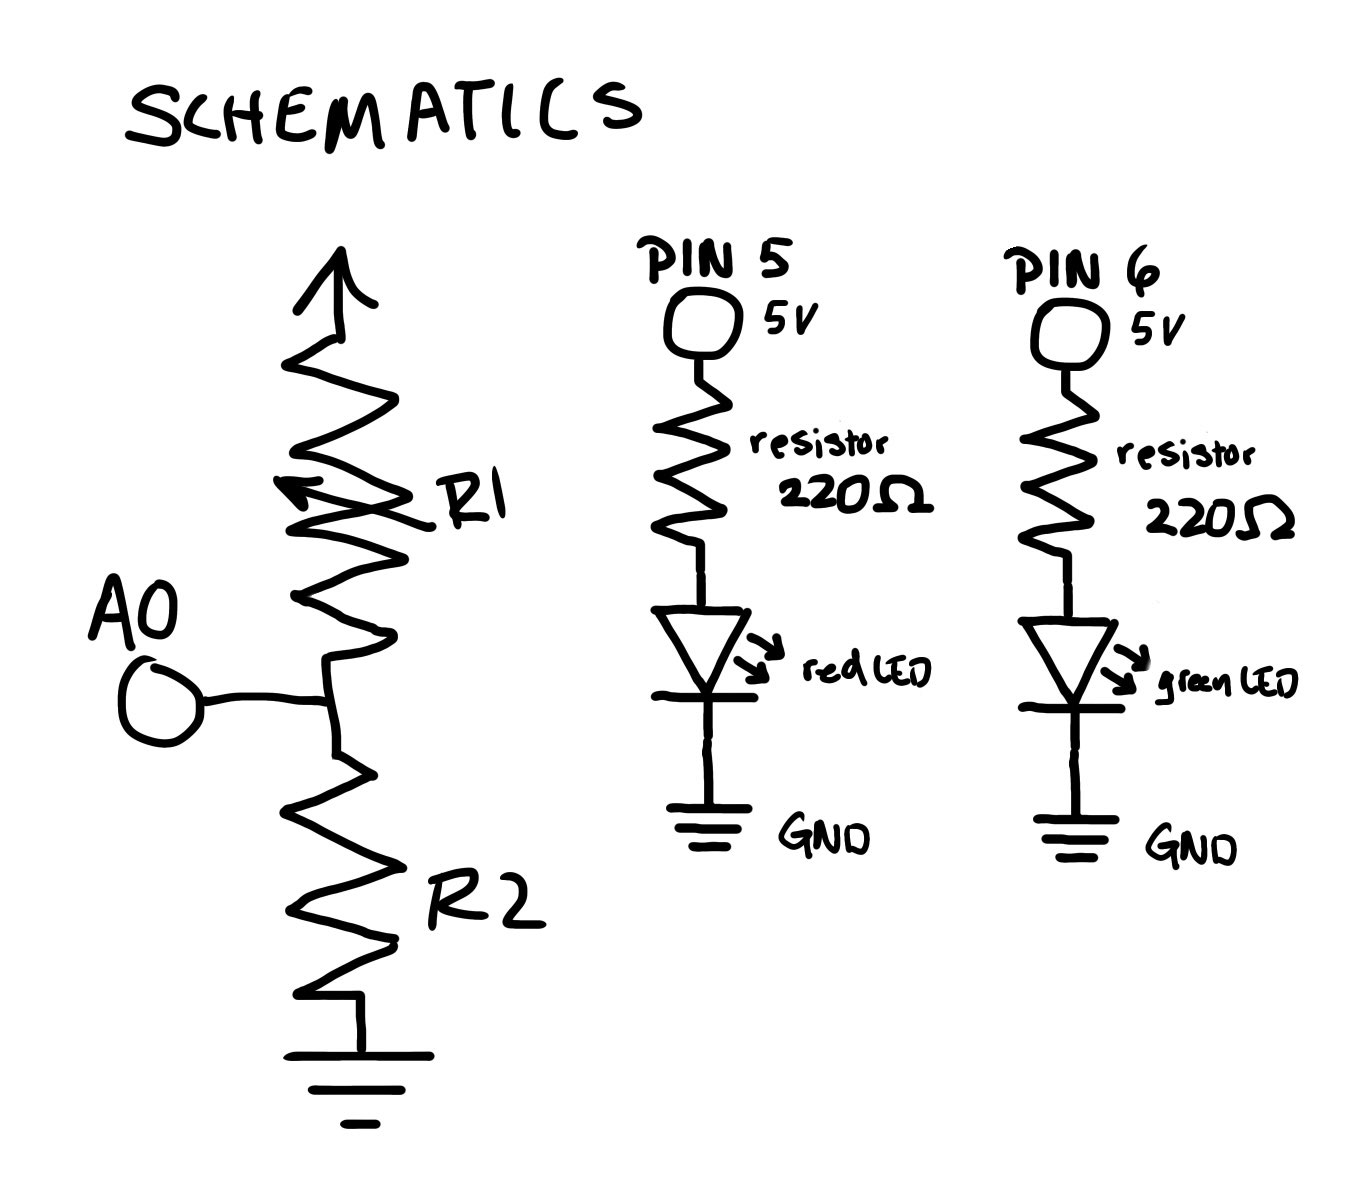 SCHEMATICS
R1
A0
R2
PIN 5
5V
resistor
220Ω
red LED
GND
PIN 6
5V
resistor
220Ω
green LED
GND